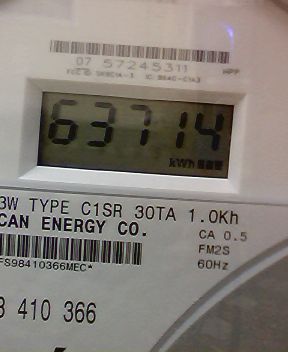 07 57245311
63714
kWh
3W TYPE C1SR 30TA 1.0Kh
CAN ENERGY CO.
CA 0.5
FM2S
60Hz
FS98410366MEC*
8 410 366